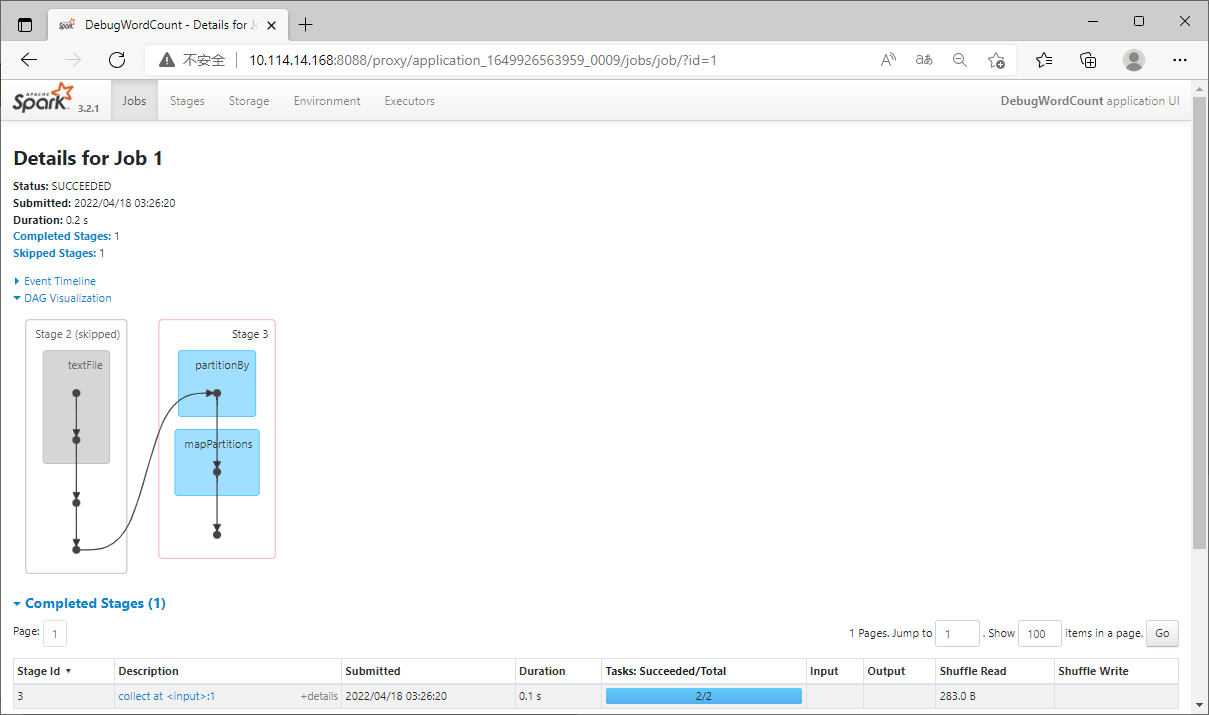 DebugWordCount - Details for Jo
不安全 10.114.14.168:8088/proxy/application_1649926563959_0009/jobs/job/?id=1
APACHE Spark 3.2.1 Jobs Stages Storage Environment Executors DebugWordCount application UI
Details for Job 1
Status: SUCCEEDED
Submitted: 2022/04/18 03:26:20
Duration: 0.2 s
Completed Stages: 1
Skipped Stages: 1
Event Timeline
DAG Visualization
Stage 2 (skipped)
textFile
Stage 3
partitionBy
mapPartitions
Completed Stages (1)
Page: 1 1 Pages. Jump to 1 . Show 100 items in a page. Go
Stage Id ▾ Description Submitted Duration Tasks: Succeeded/Total Input Output Shuffle Read Shuffle Write
3 collect at <input>:1 +details 2022/04/18 03:26:20 0.1 s 2/2 283.0 B